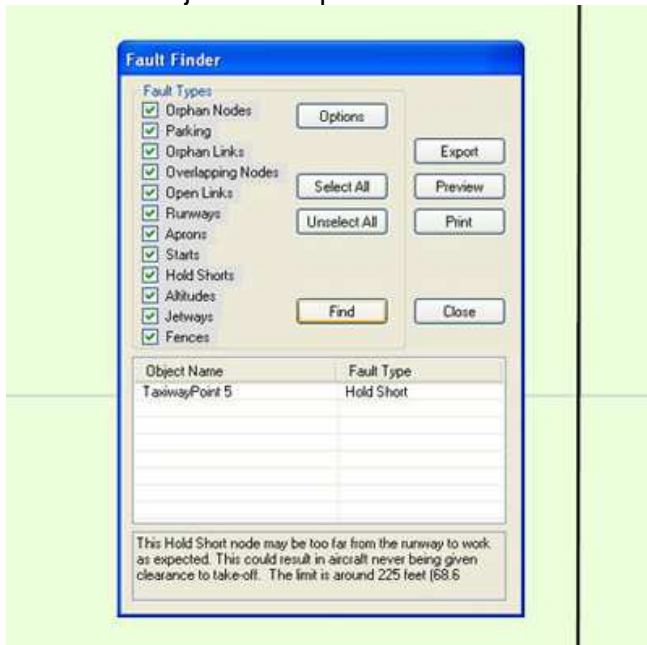 Fault Finder
Fault Types
Orphan Nodes
Options
Parking
Orphan Links
Export
Overlapping Nodes
Select All
Preview
Open Links
Runways
Unselect All
Print
Aprons
Starts
Hold Shorts
Altitudes
Find
Close
Jetways
Fences
Object Name Fault Type
TaxiwayPoint 5 Hold Short
This Hold Short node may be too far from the runway to work
as expected. This could result in aircraft never being given
clearance to take-off. The limit is around 225 feet (68.6